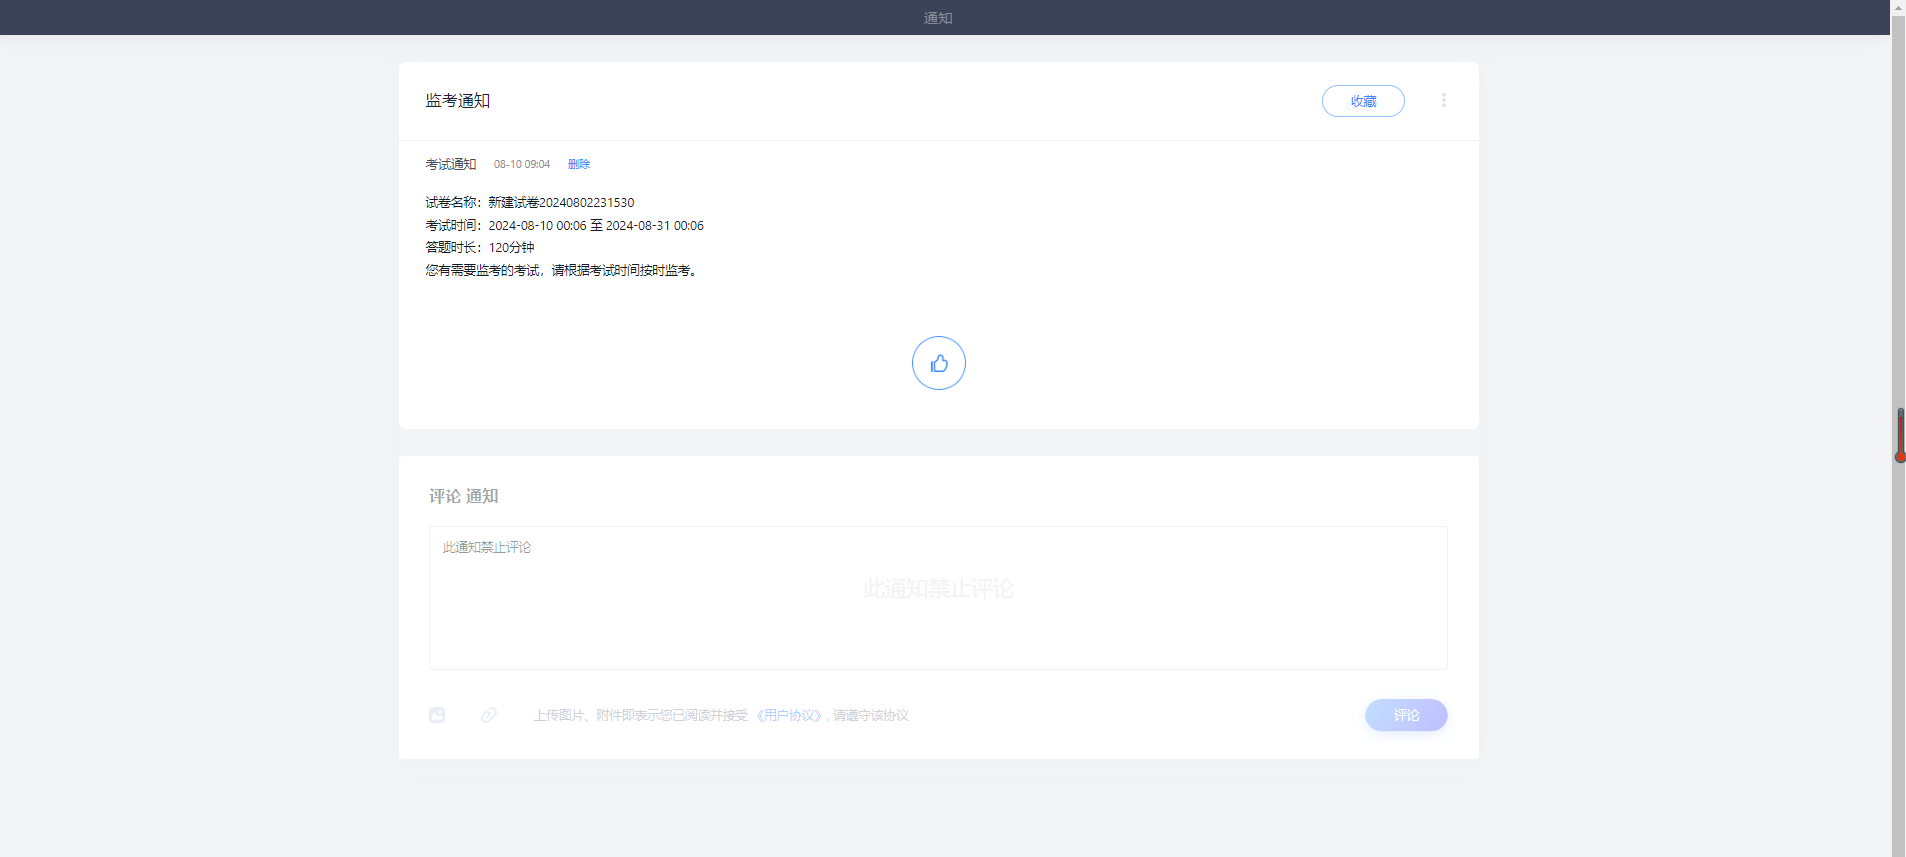 通知
监考通知
收藏
考试通知 08-10 09:04 删除
试卷名称：新建试卷20240802231530
考试时间：2024-08-10 00:06 至 2024-08-31 00:06
答题时长：120分钟
您有需要监考的考试，请根据考试时间按时监考。
评论 通知
此通知禁止评论
此通知禁止评论
上传图片、附件即表示您已阅读并接受 《用户协议》, 请遵守该协议
评论